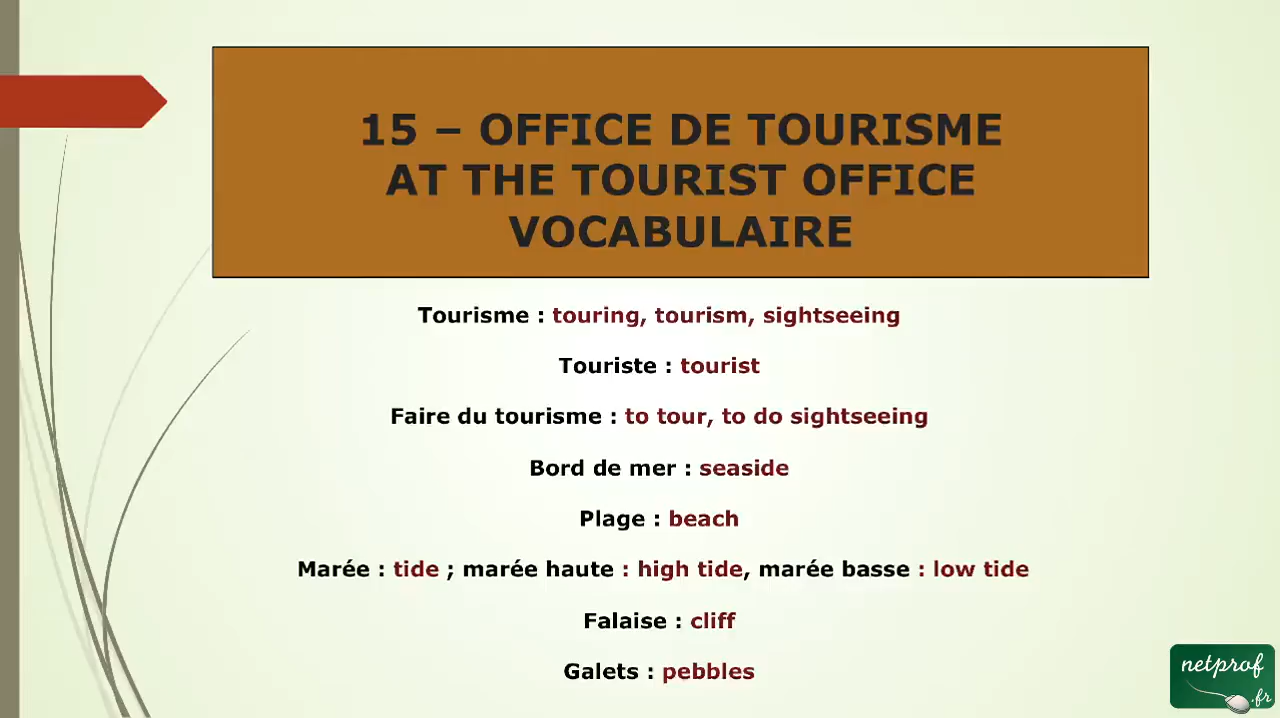 15 – OFFICE DE TOURISME
AT THE TOURIST OFFICE
VOCABULAIRE
Tourisme : touring, tourism, sightseeing
Touriste : tourist
Faire du tourisme : to tour, to do sightseeing
Bord de mer : seaside
Plage : beach
Marée : tide ; marée haute : high tide, marée basse : low tide
Falaise : cliff
Galets : pebbles
netprof
.fr